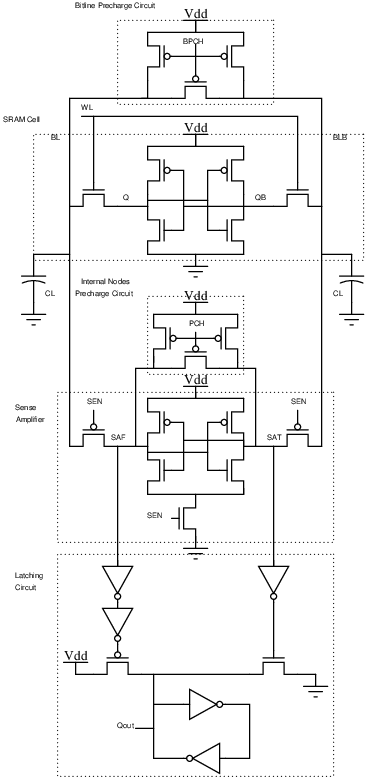 Bitline Precharge Circuit
Vdd
BPCH
WL
SRAM Cell
Vdd
BL
BLB
Q
QB
CL
CL
Internal Nodes
Precharge Circuit
Vdd
PCH
Vdd
SEN
SEN
Sense
Amplifier
SAF
SAT
SEN
Latching
Circuit
Vdd
Qout